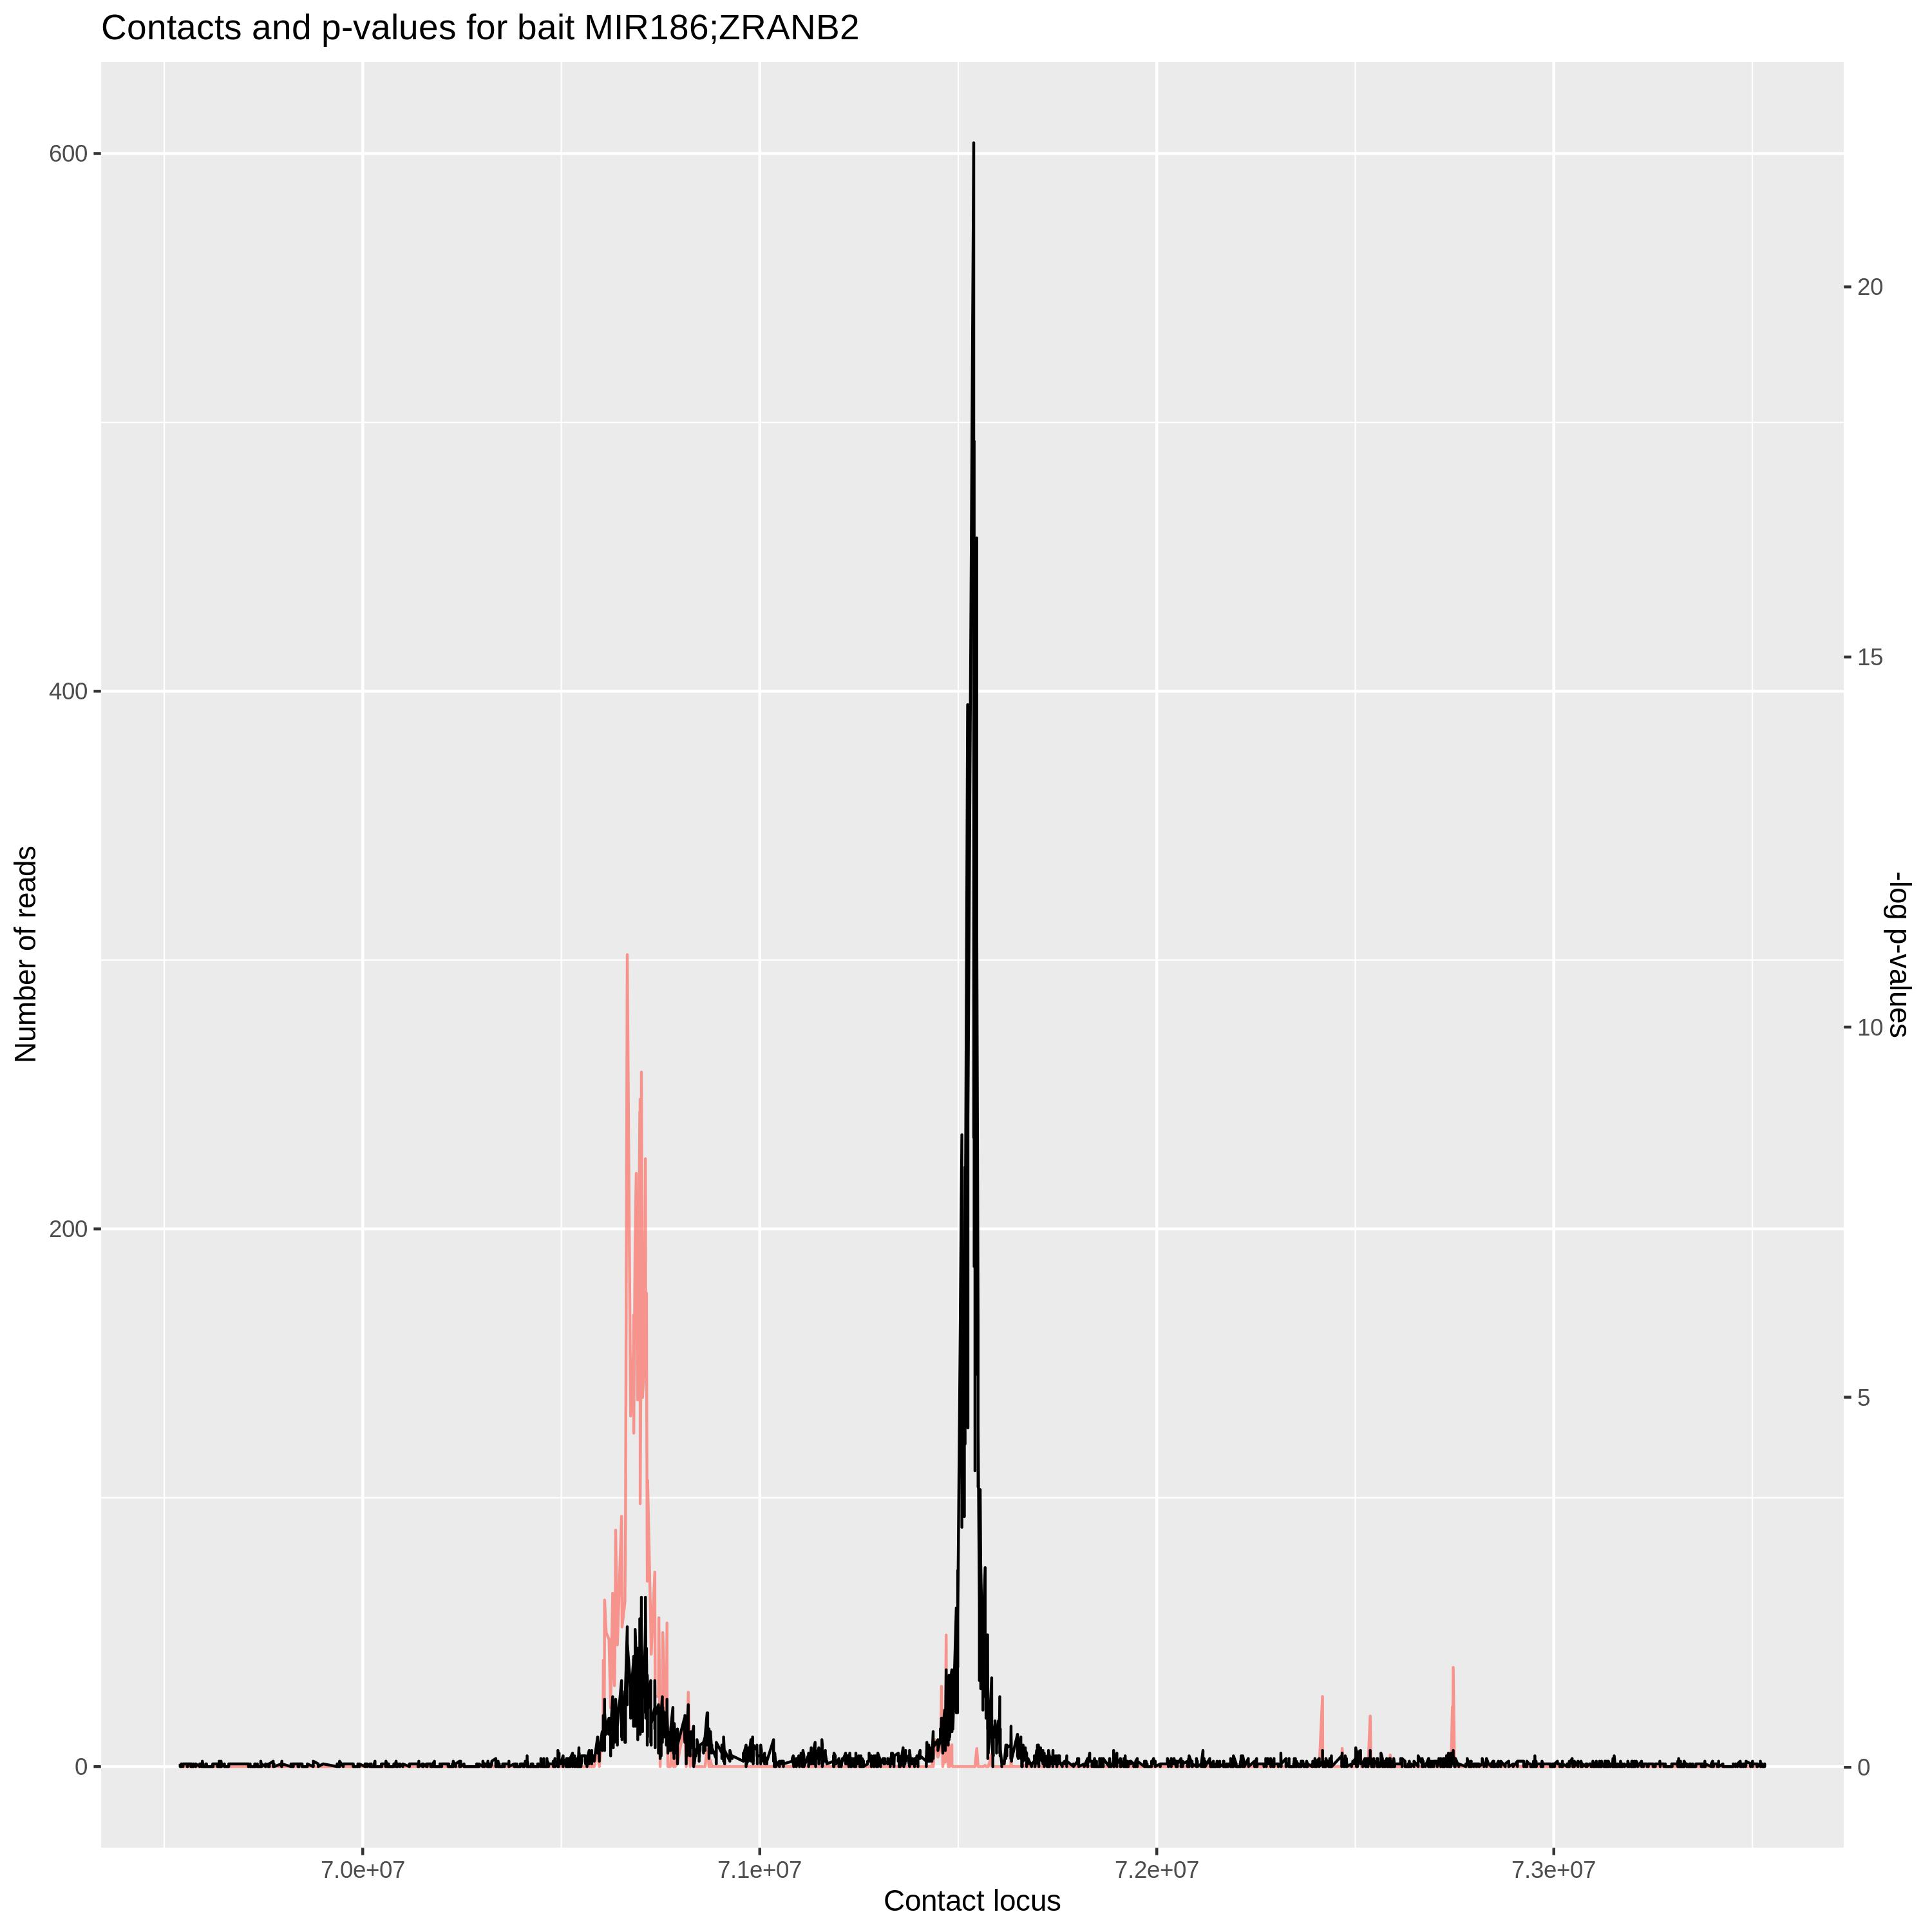 Contacts and p-values for bait MIR186;ZRANB2
600
400
200
0
Number of reads
20
15
10
5
0
-log p-values
7.0e+07
7.1e+07
7.2e+07
7.3e+07
Contact locus